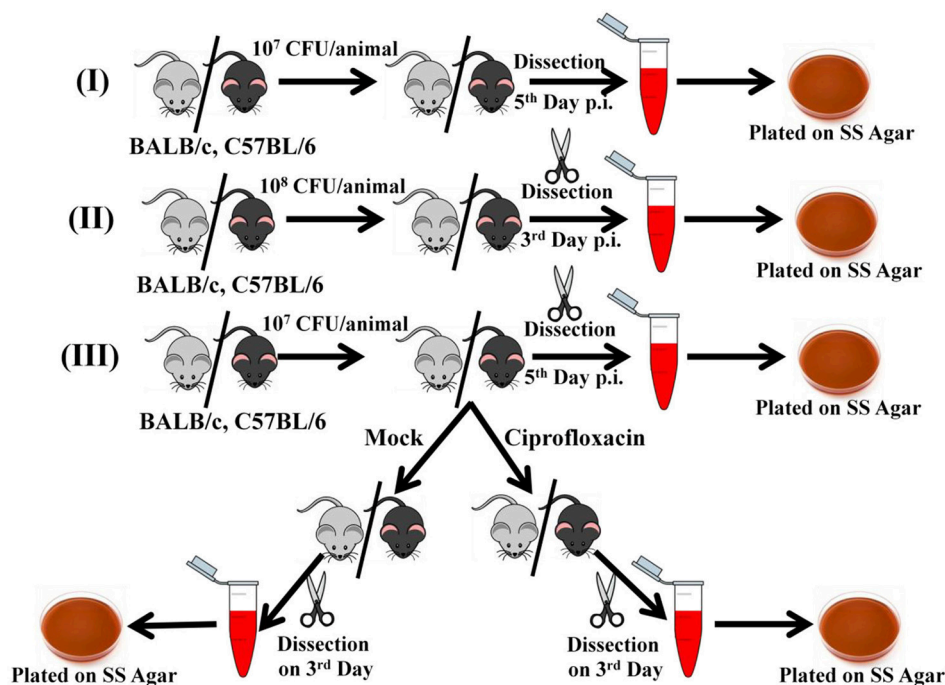 (I)
10⁷ CFU/animal
Dissection
5ᵗʰ Day p.i.
BALB/c, C57BL/6
Plated on SS Agar
(II)
10⁸ CFU/animal
Dissection
3ʳᵈ Day p.i.
BALB/c, C57BL/6
Plated on SS Agar
(III)
10⁷ CFU/animal
Dissection
5ᵗʰ Day p.i.
BALB/c, C57BL/6
Plated on SS Agar
Mock
Ciprofloxacin
Dissection
on 3ʳᵈ Day
Plated on SS Agar
Dissection
on 3ʳᵈ Day
Plated on SS Agar